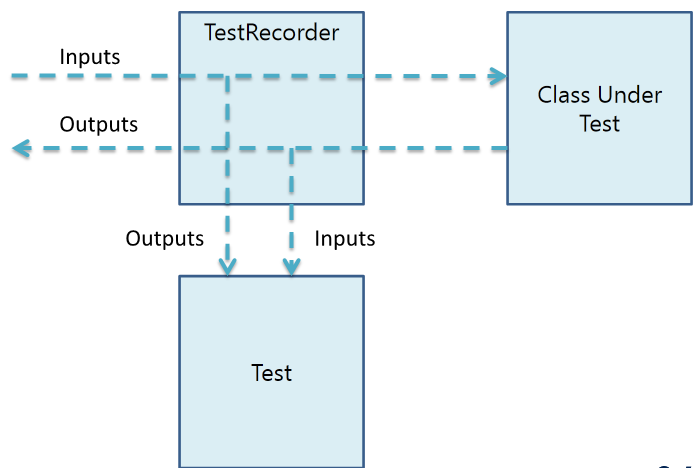 TestRecorder
Inputs
Class Under
Test
Outputs
Outputs
Inputs
Test